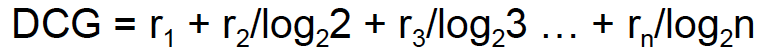 DCG = r₁ + r₂/log₂2 + r₃/log₂3 … + rₙ/log₂n